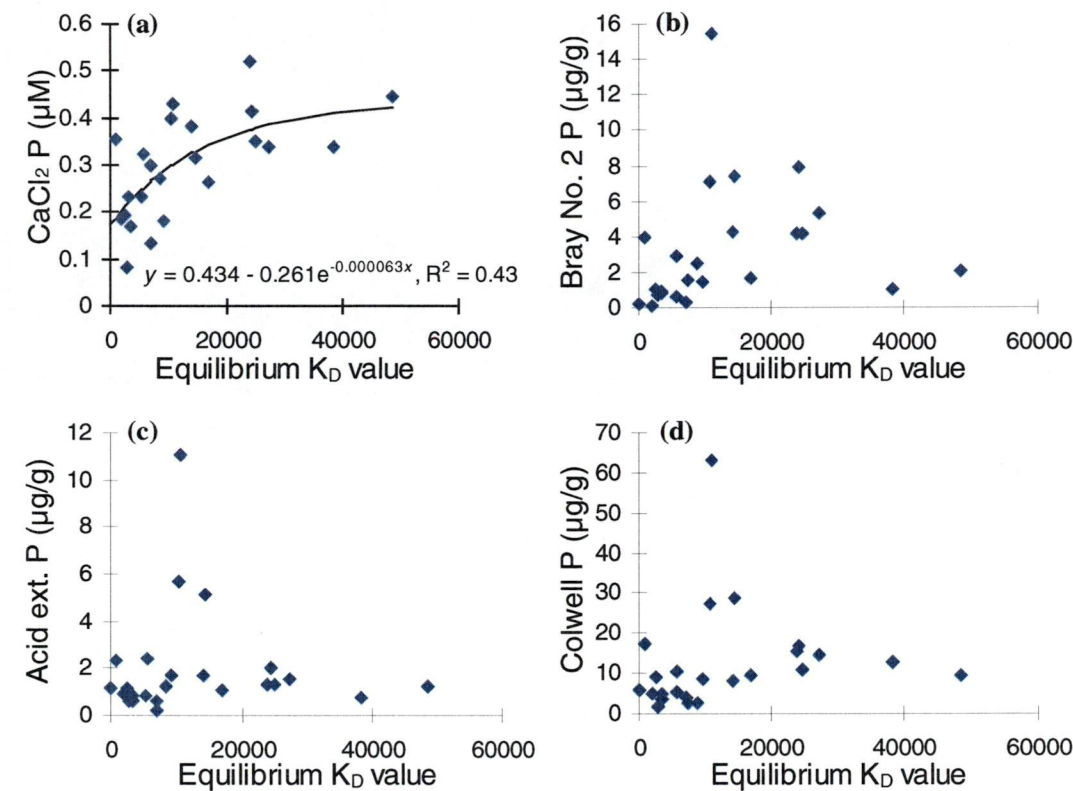 (a)
CaCl₂ P (µM)
0.6
0.5
0.4
0.3
0.2
0.1
0
y = 0.434 - 0.261e^-0.000063x, R² = 0.43
0 20000 40000 60000
Equilibrium K_D value
(b)
Bray No. 2 P (µg/g)
16
14
12
10
8
6
4
2
0
0 20000 40000 60000
Equilibrium K_D value
(c)
Acid ext. P (µg/g)
12
10
8
6
4
2
0
0 20000 40000 60000
Equilibrium K_D value
(d)
Colwell P (µg/g)
70
60
50
40
30
20
10
0
0 20000 40000 60000
Equilibrium K_D value